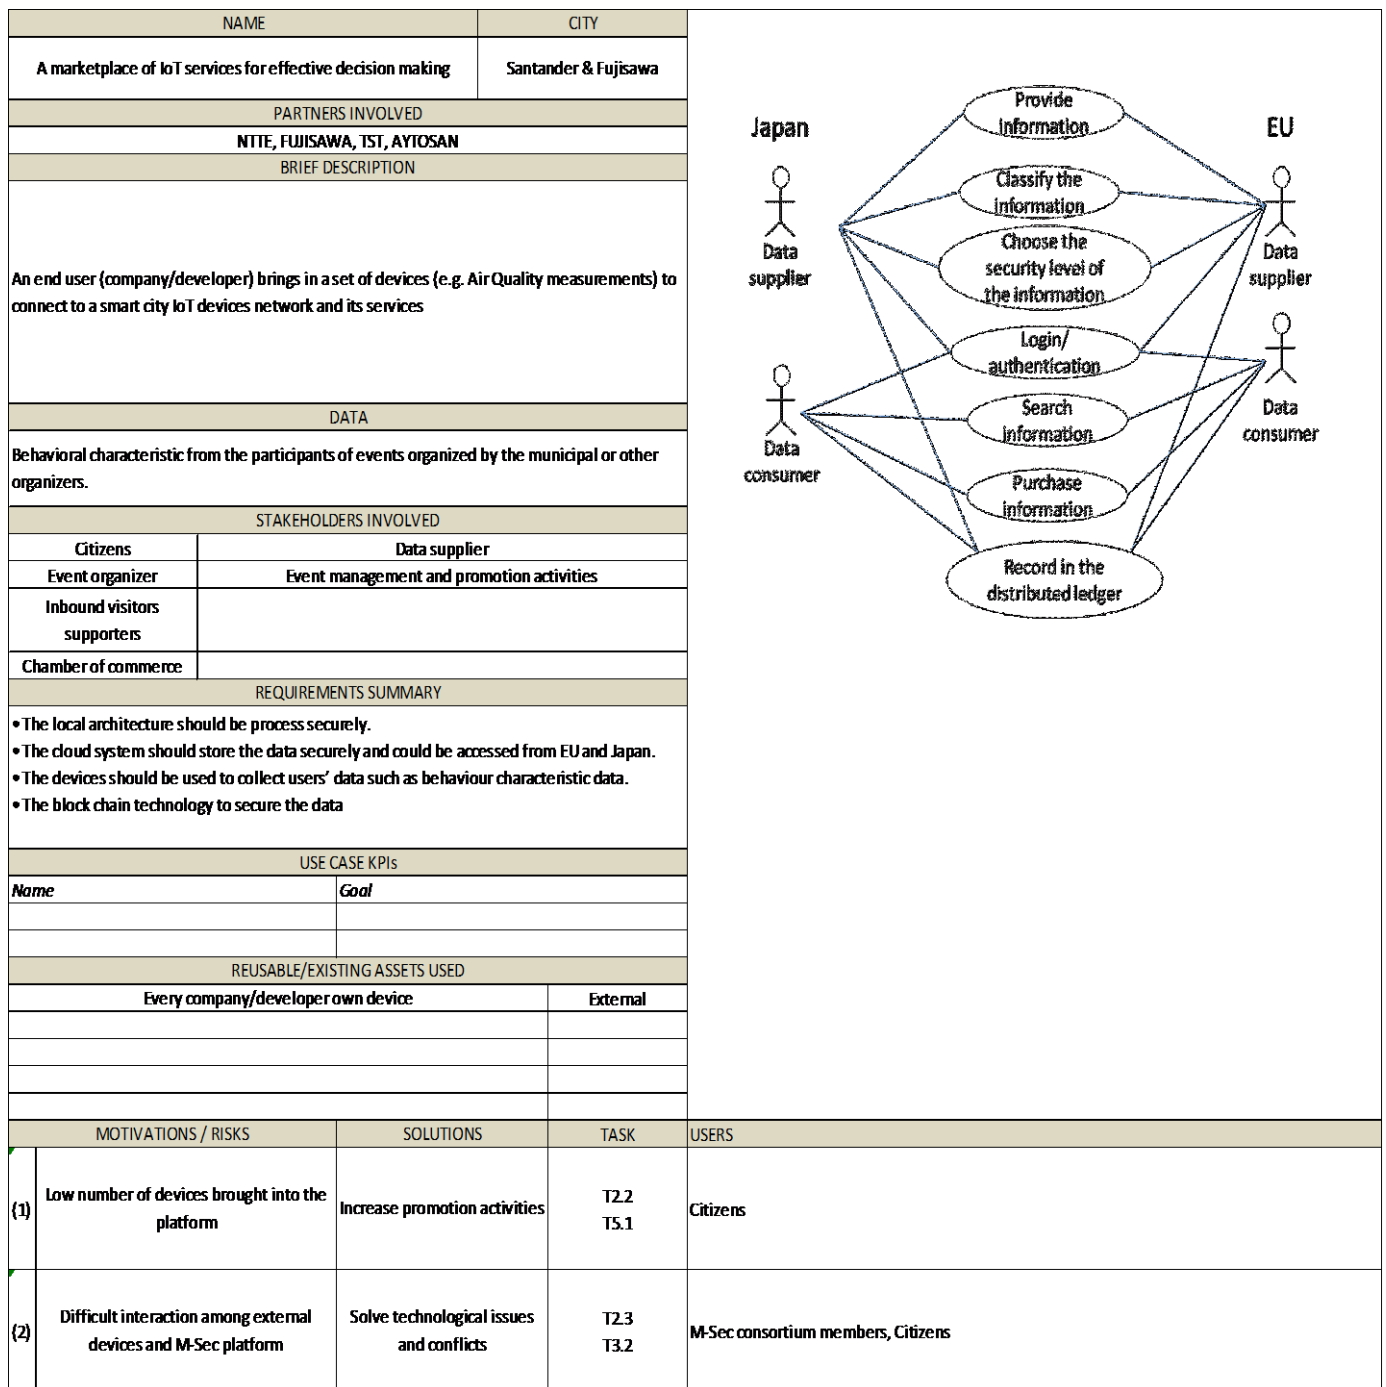 NAME
CITY
A marketplace of IoT services for effective decision making
Santander & Fujisawa
PARTNERS INVOLVED
NTTE, FUJISAWA, TST, AYTOSAN
BRIEF DESCRIPTION
An end user (company/developer) brings in a set of devices (e.g. Air Quality measurements) to
connect to a smart city IoT devices network and its services
DATA
Behavioral characteristic from the participants of events organized by the municipal or other
organizers.
STAKEHOLDERS INVOLVED
Citizens
Data supplier
Event organizer
Event management and promotion activities
Inbound visitors
supporters
Chamber of commerce
REQUIREMENTS SUMMARY
• The local architecture should be process securely.
• The cloud system should store the data securely and could be accessed from EU and Japan.
• The devices should be used to collect users’ data such as behaviour characteristic data.
• The block chain technology to secure the data
USE CASE KPIs
Name
Goal
REUSABLE/EXISTING ASSETS USED
Every company/developer own device
External
Japan
EU
Provide
information
Classify the
information
Choose the
security level of
the information
Login/
authentication
Search
information
Purchase
information
Record in the
distributed ledger
Data
supplier
Data
consumer
Data
supplier
Data
consumer
MOTIVATIONS / RISKS
SOLUTIONS
TASK
USERS
(1)
Low number of devices brought into the
platform
Increase promotion activities
T2.2
T5.1
Citizens
(2)
Difficult interaction among external
devices and M-Sec platform
Solve technological issues
and conflicts
T2.3
T3.2
M-Sec consortium members, Citizens